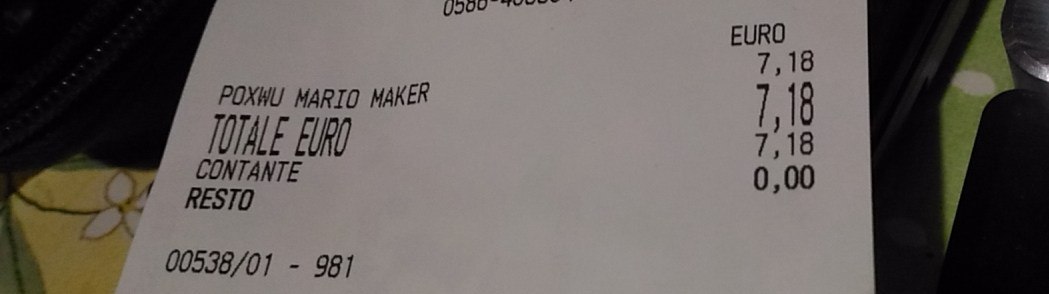 EURO
POXWU MARIO MAKER 7,18
TOTALE EURO 7,18
CONTANTE 7,18
RESTO 0,00
00538/01 - 981